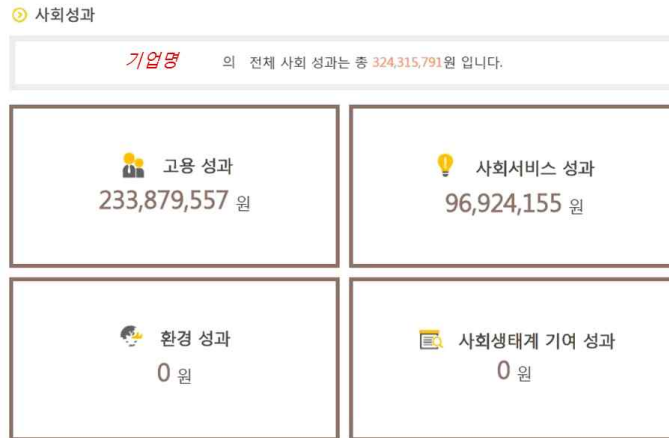 사회성과
기업명 의 전체 사회 성과는 총 324,315,791원 입니다.
고용 성과
233,879,557 원
사회서비스 성과
96,924,155 원
환경 성과
0 원
사회생태계 기여 성과
0 원